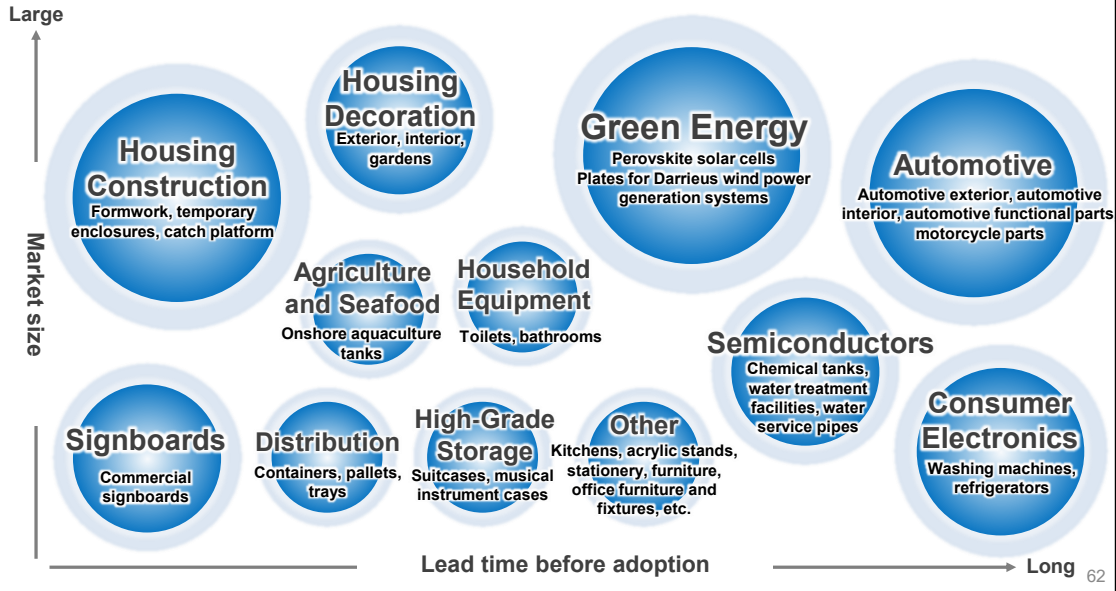 Large
Housing
Decoration
Exterior, interior,
gardens
Green Energy
Perovskite solar cells
Plates for Darrieus wind power
generation systems
Housing
Construction
Formwork, temporary
enclosures, catch platform
Automotive
Automotive exterior, automotive
interior, automotive functional parts
motorcycle parts
Market size
Agriculture
and Seafood
Onshore aquaculture
tanks
Household
Equipment
Toilets, bathrooms
Semiconductors
Chemical tanks,
water treatment
facilities, water
service pipes
Signboards
Commercial
signboards
Distribution
Containers, pallets,
trays
High-Grade
Storage
Suitcases, musical
instrument cases
Other
Kitchens, acrylic stands,
stationery, furniture,
office furniture and
fixtures, etc.
Consumer
Electronics
Washing machines,
refrigerators
Lead time before adoption
Long
62